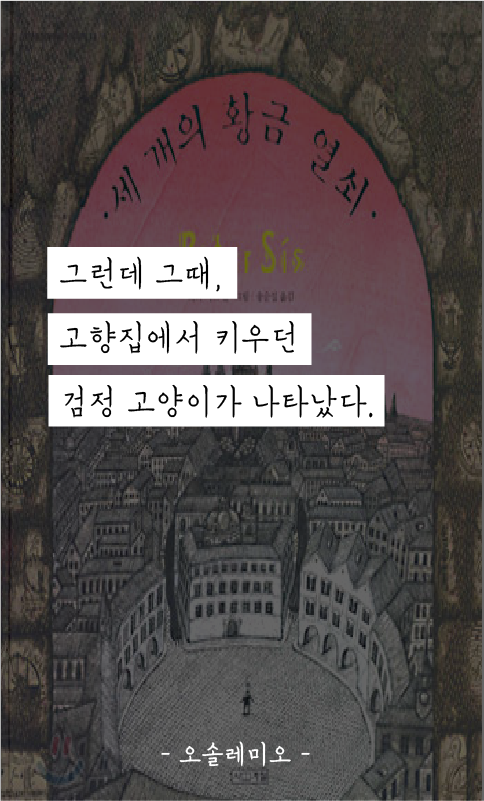 ·세 개의 황금 열쇠·
Sís
그런데 그때,
고향집에서 키우던
검정 고양이가 나타났다.
- 오솔레미오 -